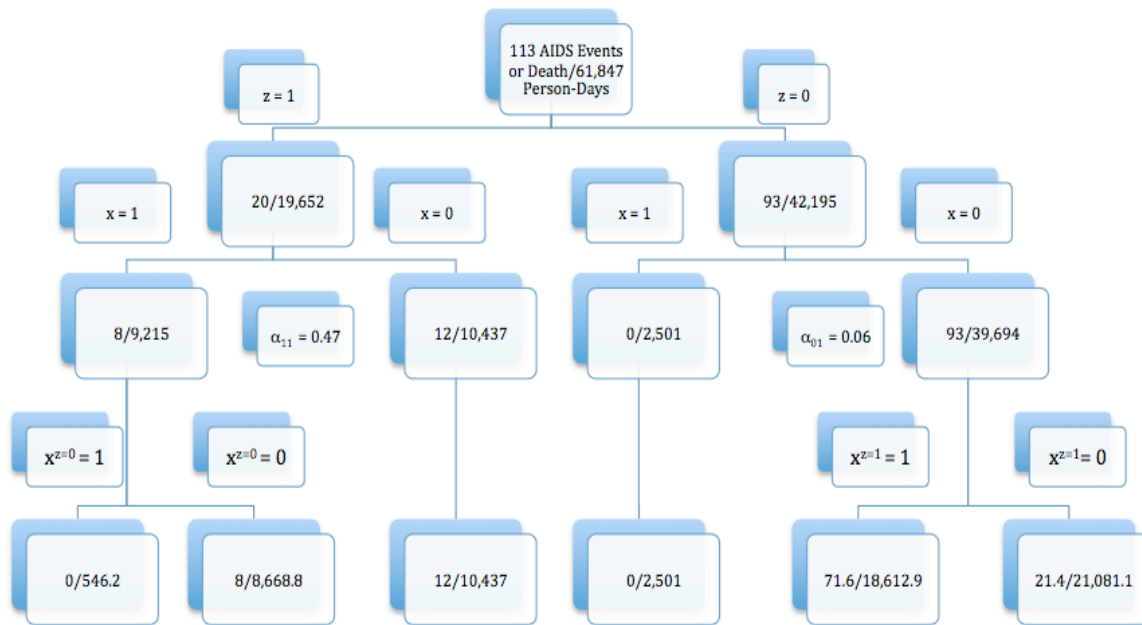 113 AIDS Events
or Death/61,847
Person-Days
z = 1
z = 0
20/19,652
93/42,195
x = 1
x = 0
x = 1
x = 0
8/9,215
α₁₁ = 0.47
12/10,437
0/2,501
α₀₁ = 0.06
93/39,694
xᶻ⁼⁰ = 1
xᶻ⁼⁰ = 0
xᶻ⁼¹ = 1
xᶻ⁼¹= 0
0/546.2
8/8,668.8
12/10,437
0/2,501
71.6/18,612.9
21.4/21,081.1